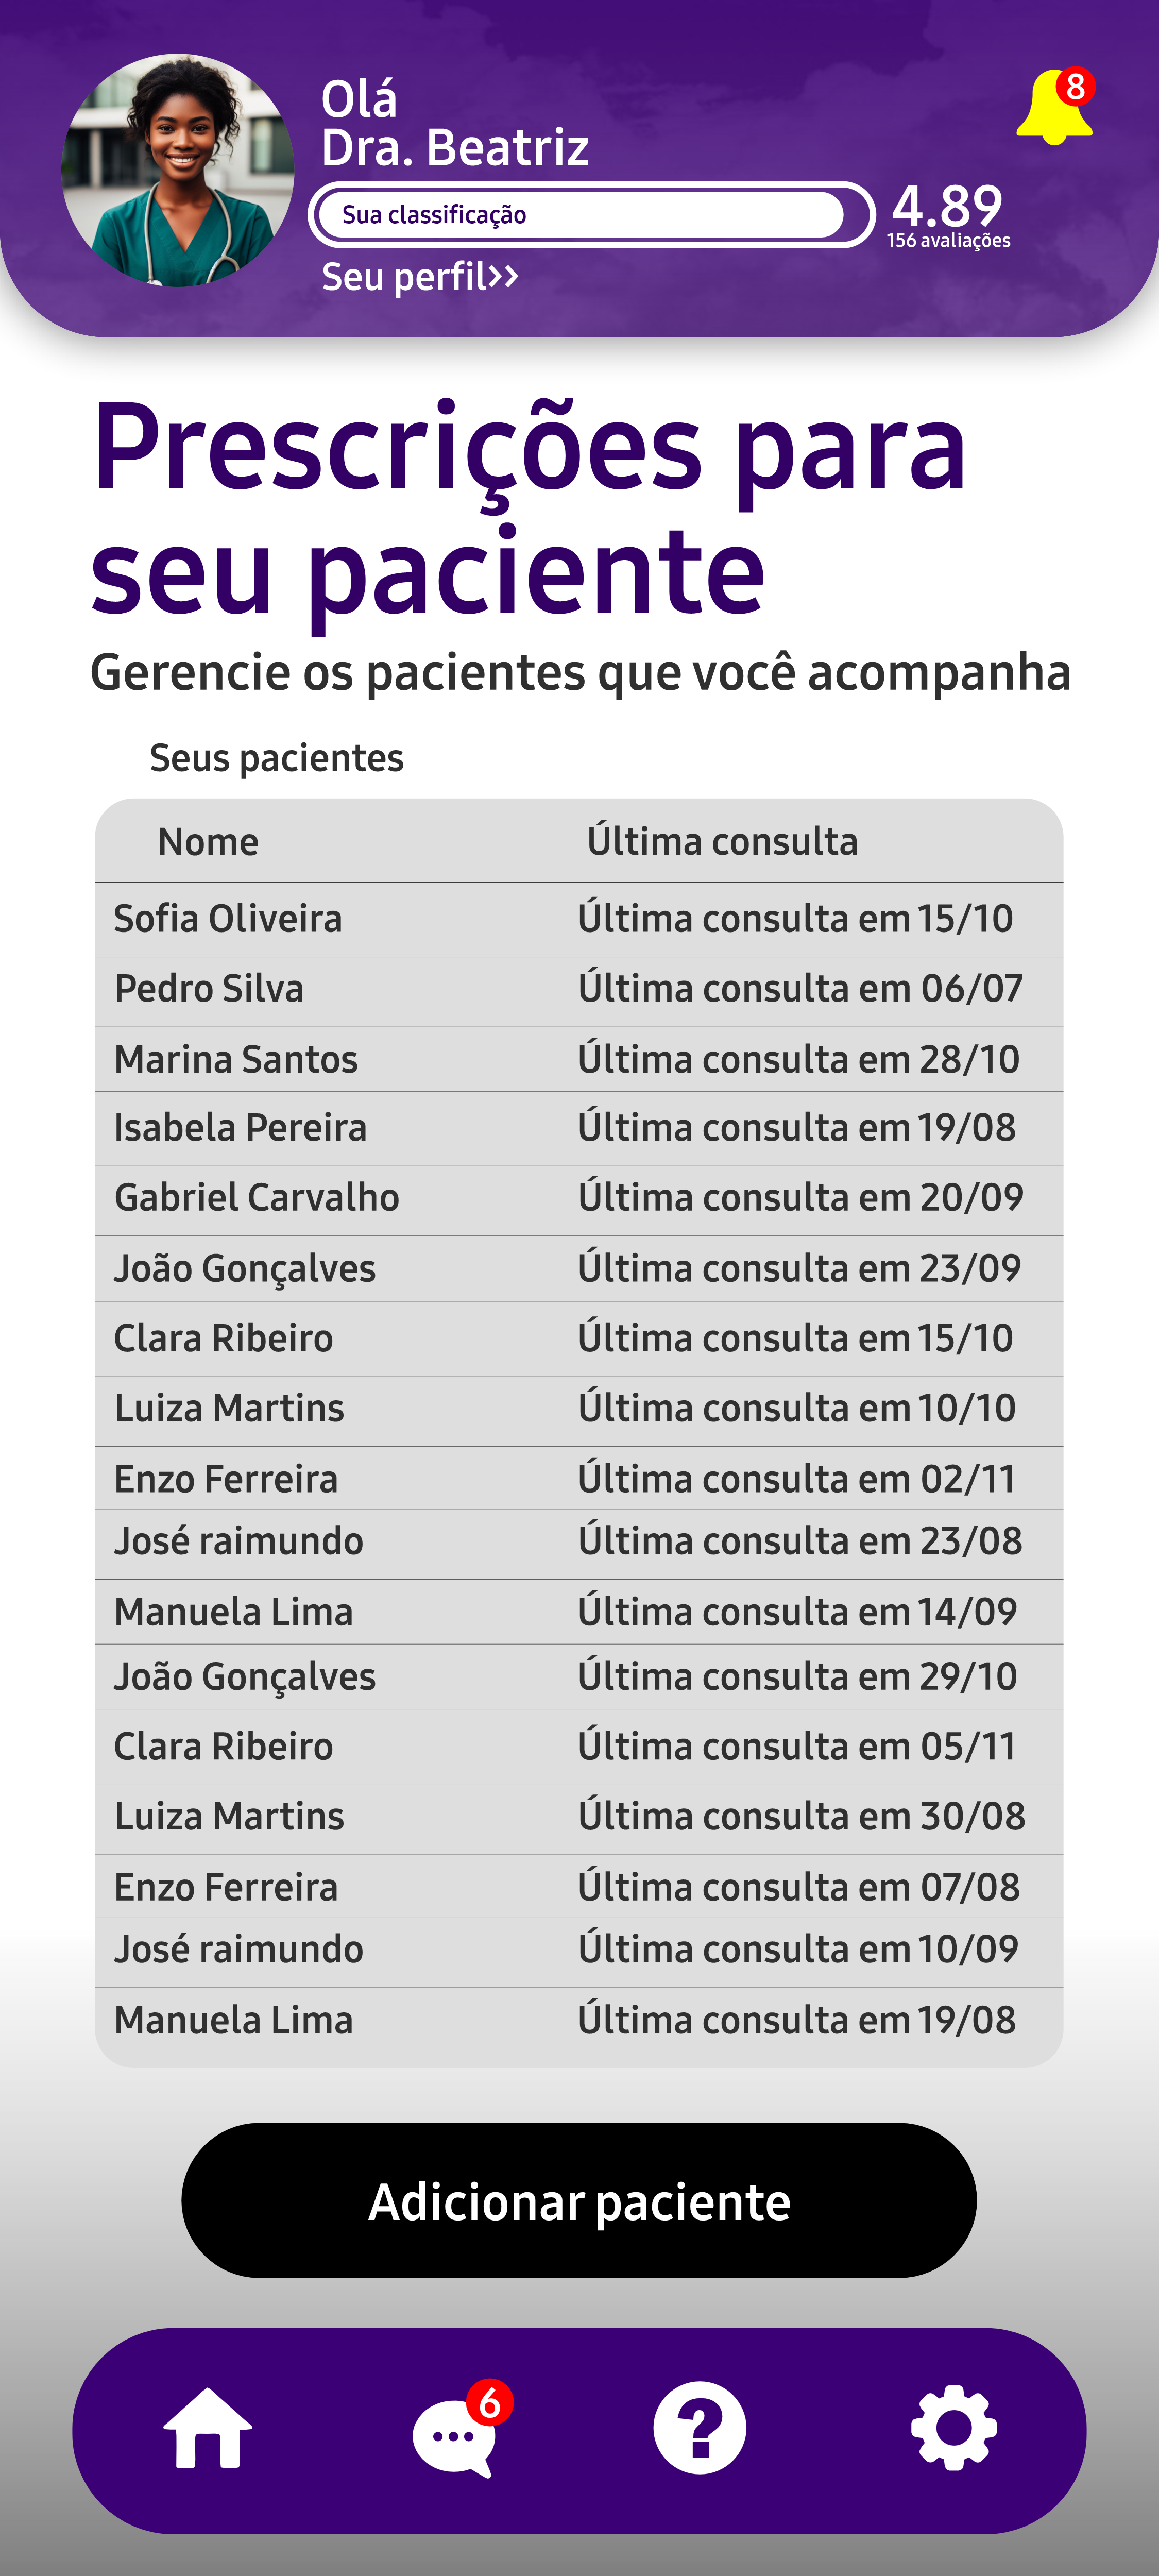 Olá
Dra. Beatriz
8
Sua classificação
4.89
156 avaliações
Seu perfil>>
Prescrições para
seu paciente
Gerencie os pacientes que você acompanha
Seus pacientes
Nome Última consulta
Sofia Oliveira Última consulta em 15/10
Pedro Silva Última consulta em 06/07
Marina Santos Última consulta em 28/10
Isabela Pereira Última consulta em 19/08
Gabriel Carvalho Última consulta em 20/09
João Gonçalves Última consulta em 23/09
Clara Ribeiro Última consulta em 15/10
Luiza Martins Última consulta em 10/10
Enzo Ferreira Última consulta em 02/11
José raimundo Última consulta em 23/08
Manuela Lima Última consulta em 14/09
João Gonçalves Última consulta em 29/10
Clara Ribeiro Última consulta em 05/11
Luiza Martins Última consulta em 30/08
Enzo Ferreira Última consulta em 07/08
José raimundo Última consulta em 10/09
Manuela Lima Última consulta em 19/08
Adicionar paciente
6
?